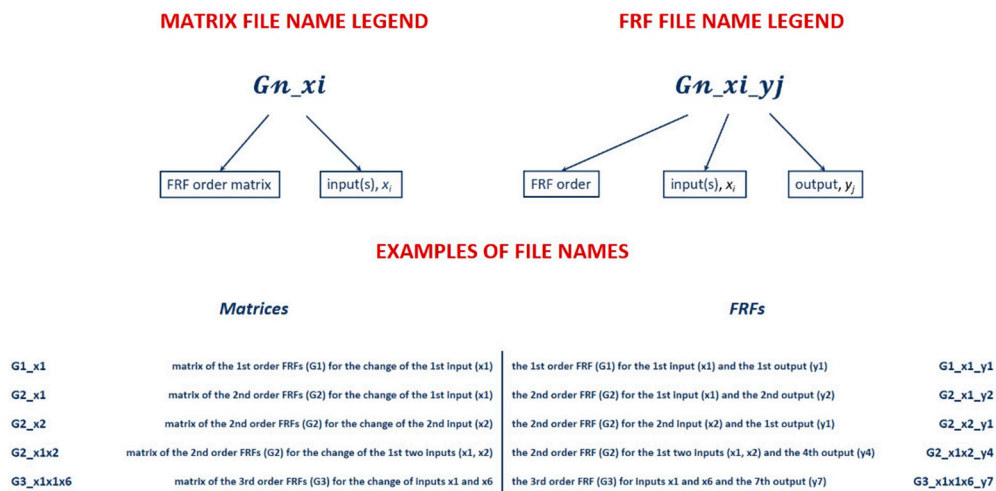 MATRIX FILE NAME LEGEND
FRF FILE NAME LEGEND
Gn_xi
Gn_xi_yj
FRF order matrix
input(s), xi
FRF order
input(s), xi
output, yj
EXAMPLES OF FILE NAMES
Matrices
FRFs
G1_x1 matrix of the 1st order FRFs (G1) for the change of the 1st input (x1)
the 1st order FRF (G1) for the 1st input (x1) and the 1st output (y1) G1_x1_y1
G2_x1 matrix of the 2nd order FRFs (G2) for the change of the 1st input (x1)
the 2nd order FRF (G2) for the 1st input (x1) and the 2nd output (y2) G2_x1_y2
G2_x2 matrix of the 2nd order FRFs (G2) for the change of the 2nd input (x2)
the 2nd order FRF (G2) for the 2nd input (x2) and the 1st output (y1) G2_x2_y1
G2_x1x2 matrix of the 2nd order FRFs (G2) for the change of the 1st two inputs (x1, x2)
the 2nd order FRF (G2) for the 1st two inputs (x1, x2) and the 4th output (y4) G2_x1x2_y4
G3_x1x1x6 matrix of the 3rd order FRFs (G3) for the change of inputs x1 and x6
the 3rd order FRF (G3) for inputs x1 and x6 and the 7th output (y7) G3_x1x1x6_y7